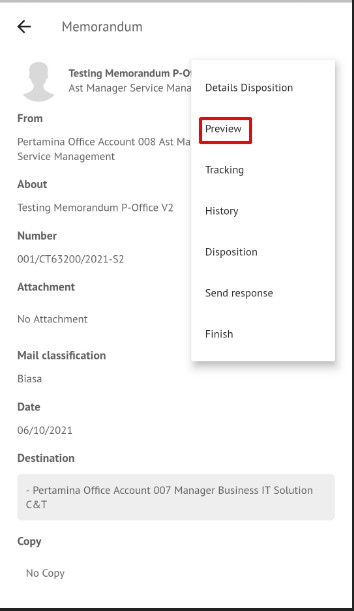 Memorandum
Testing Memorandum P-Of
Ast Manager Service Mana
From
Pertamina Office Account 008 Ast Ma
Service Management
About
Testing Memorandum P-Office V2
Number
001/CT63200/2021-S2
Attachment
No Attachment
Mail classification
Biasa
Date
06/10/2021
Destination
- Pertamina Office Account 007 Manager Business IT Solution
C&T
Copy
No Copy
Details Disposition
Preview
Tracking
History
Disposition
Send response
Finish